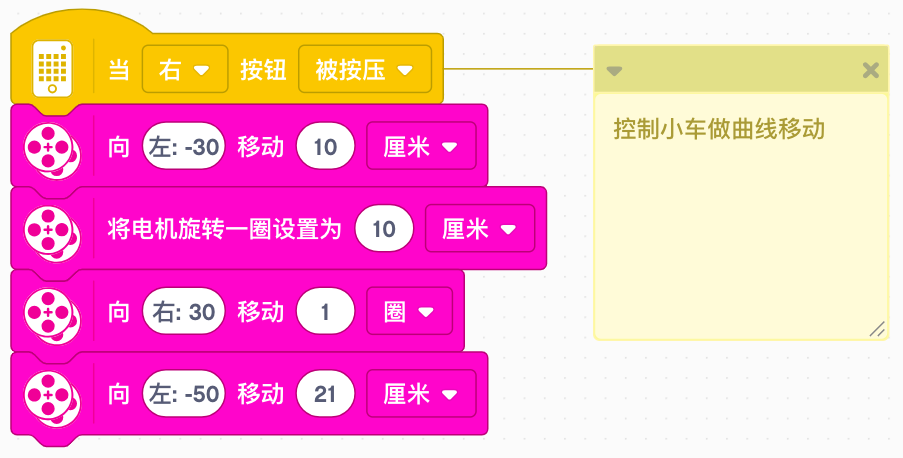 当 右 按钮 被按压
向 左: -30 移动 10 厘米
将电机旋转一圈设置为 10 厘米
向 右: 30 移动 1 圈
向 左: -50 移动 21 厘米
控制小车做曲线移动